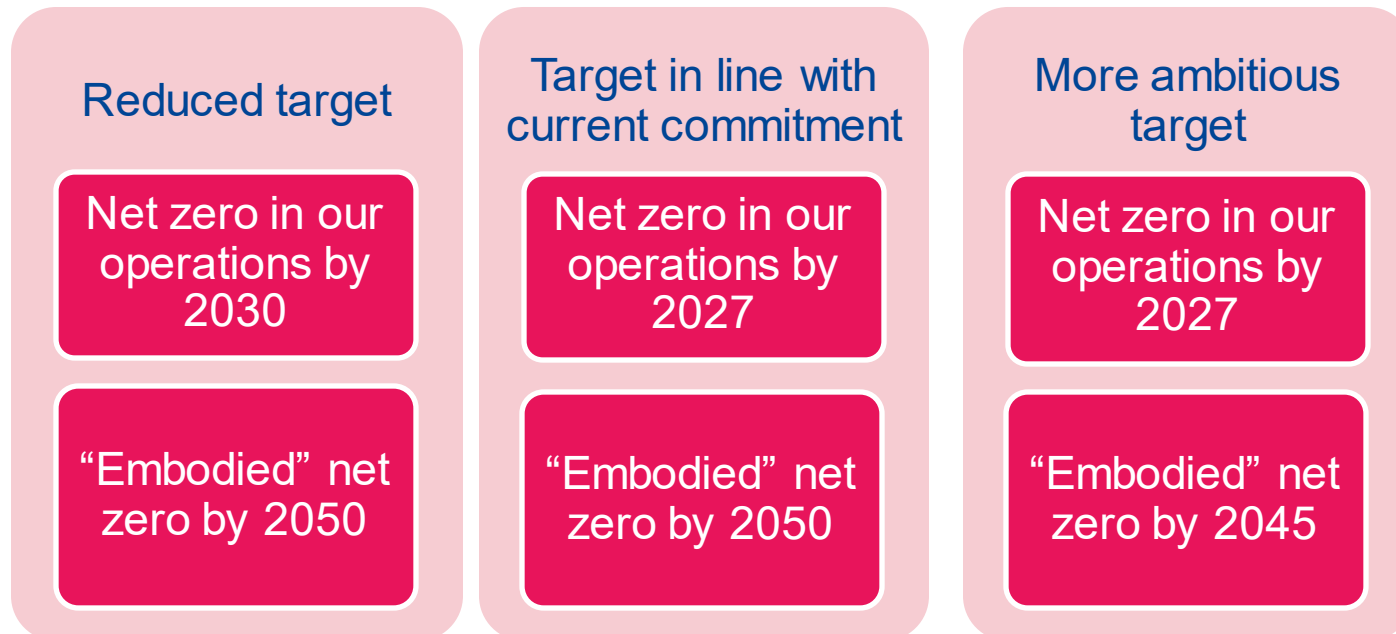 Reduced target
Net zero in our
operations by
2030
“Embodied” net
zero by 2050
Target in line with
current commitment
Net zero in our
operations by
2027
“Embodied” net
zero by 2050
More ambitious
target
Net zero in our
operations by
2027
“Embodied” net
zero by 2045